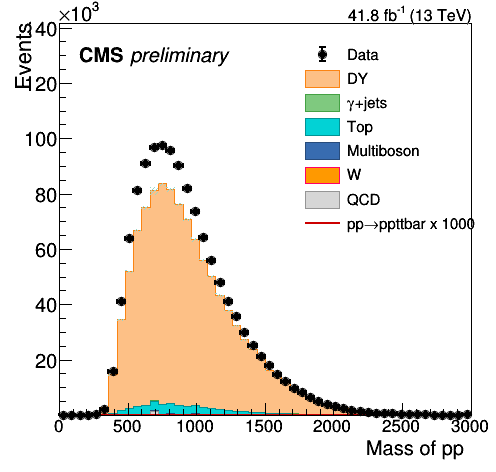 ×10³
41.8 fb⁻¹ (13 TeV)
Events
CMS preliminary
Data
DY
γ+jets
Top
Multiboson
W
QCD
pp→ppttbar x 1000
140
120
100
80
60
40
20
0 500 1000 1500 2000 2500 3000
Mass of pp